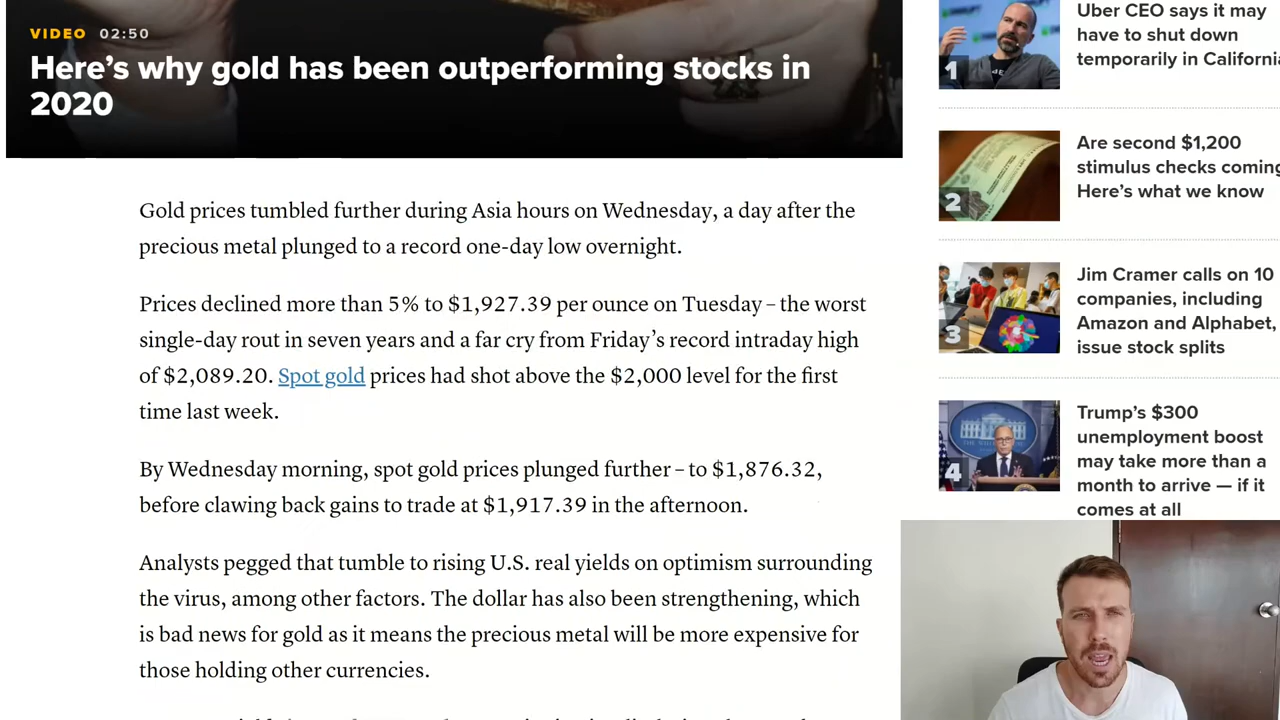 VIDEO 02:50
Here’s why gold has been outperforming stocks in
2020
Gold prices tumbled further during Asia hours on Wednesday, a day after the
precious metal plunged to a record one-day low overnight.
Prices declined more than 5% to $1,927.39 per ounce on Tuesday – the worst
single-day rout in seven years and a far cry from Friday’s record intraday high
of $2,089.20. Spot gold prices had shot above the $2,000 level for the first
time last week.
By Wednesday morning, spot gold prices plunged further – to $1,876.32,
before clawing back gains to trade at $1,917.39 in the afternoon.
Analysts pegged that tumble to rising U.S. real yields on optimism surrounding
the virus, among other factors. The dollar has also been strengthening, which
is bad news for gold as it means the precious metal will be more expensive for
those holding other currencies.
1
Uber CEO says it may
have to shut down
temporarily in California
2
Are second $1,200
stimulus checks coming
Here’s what we know
3
Jim Cramer calls on 10
companies, including
Amazon and Alphabet,
issue stock splits
4
Trump’s $300
unemployment boost
may take more than a
month to arrive — if it
comes at all